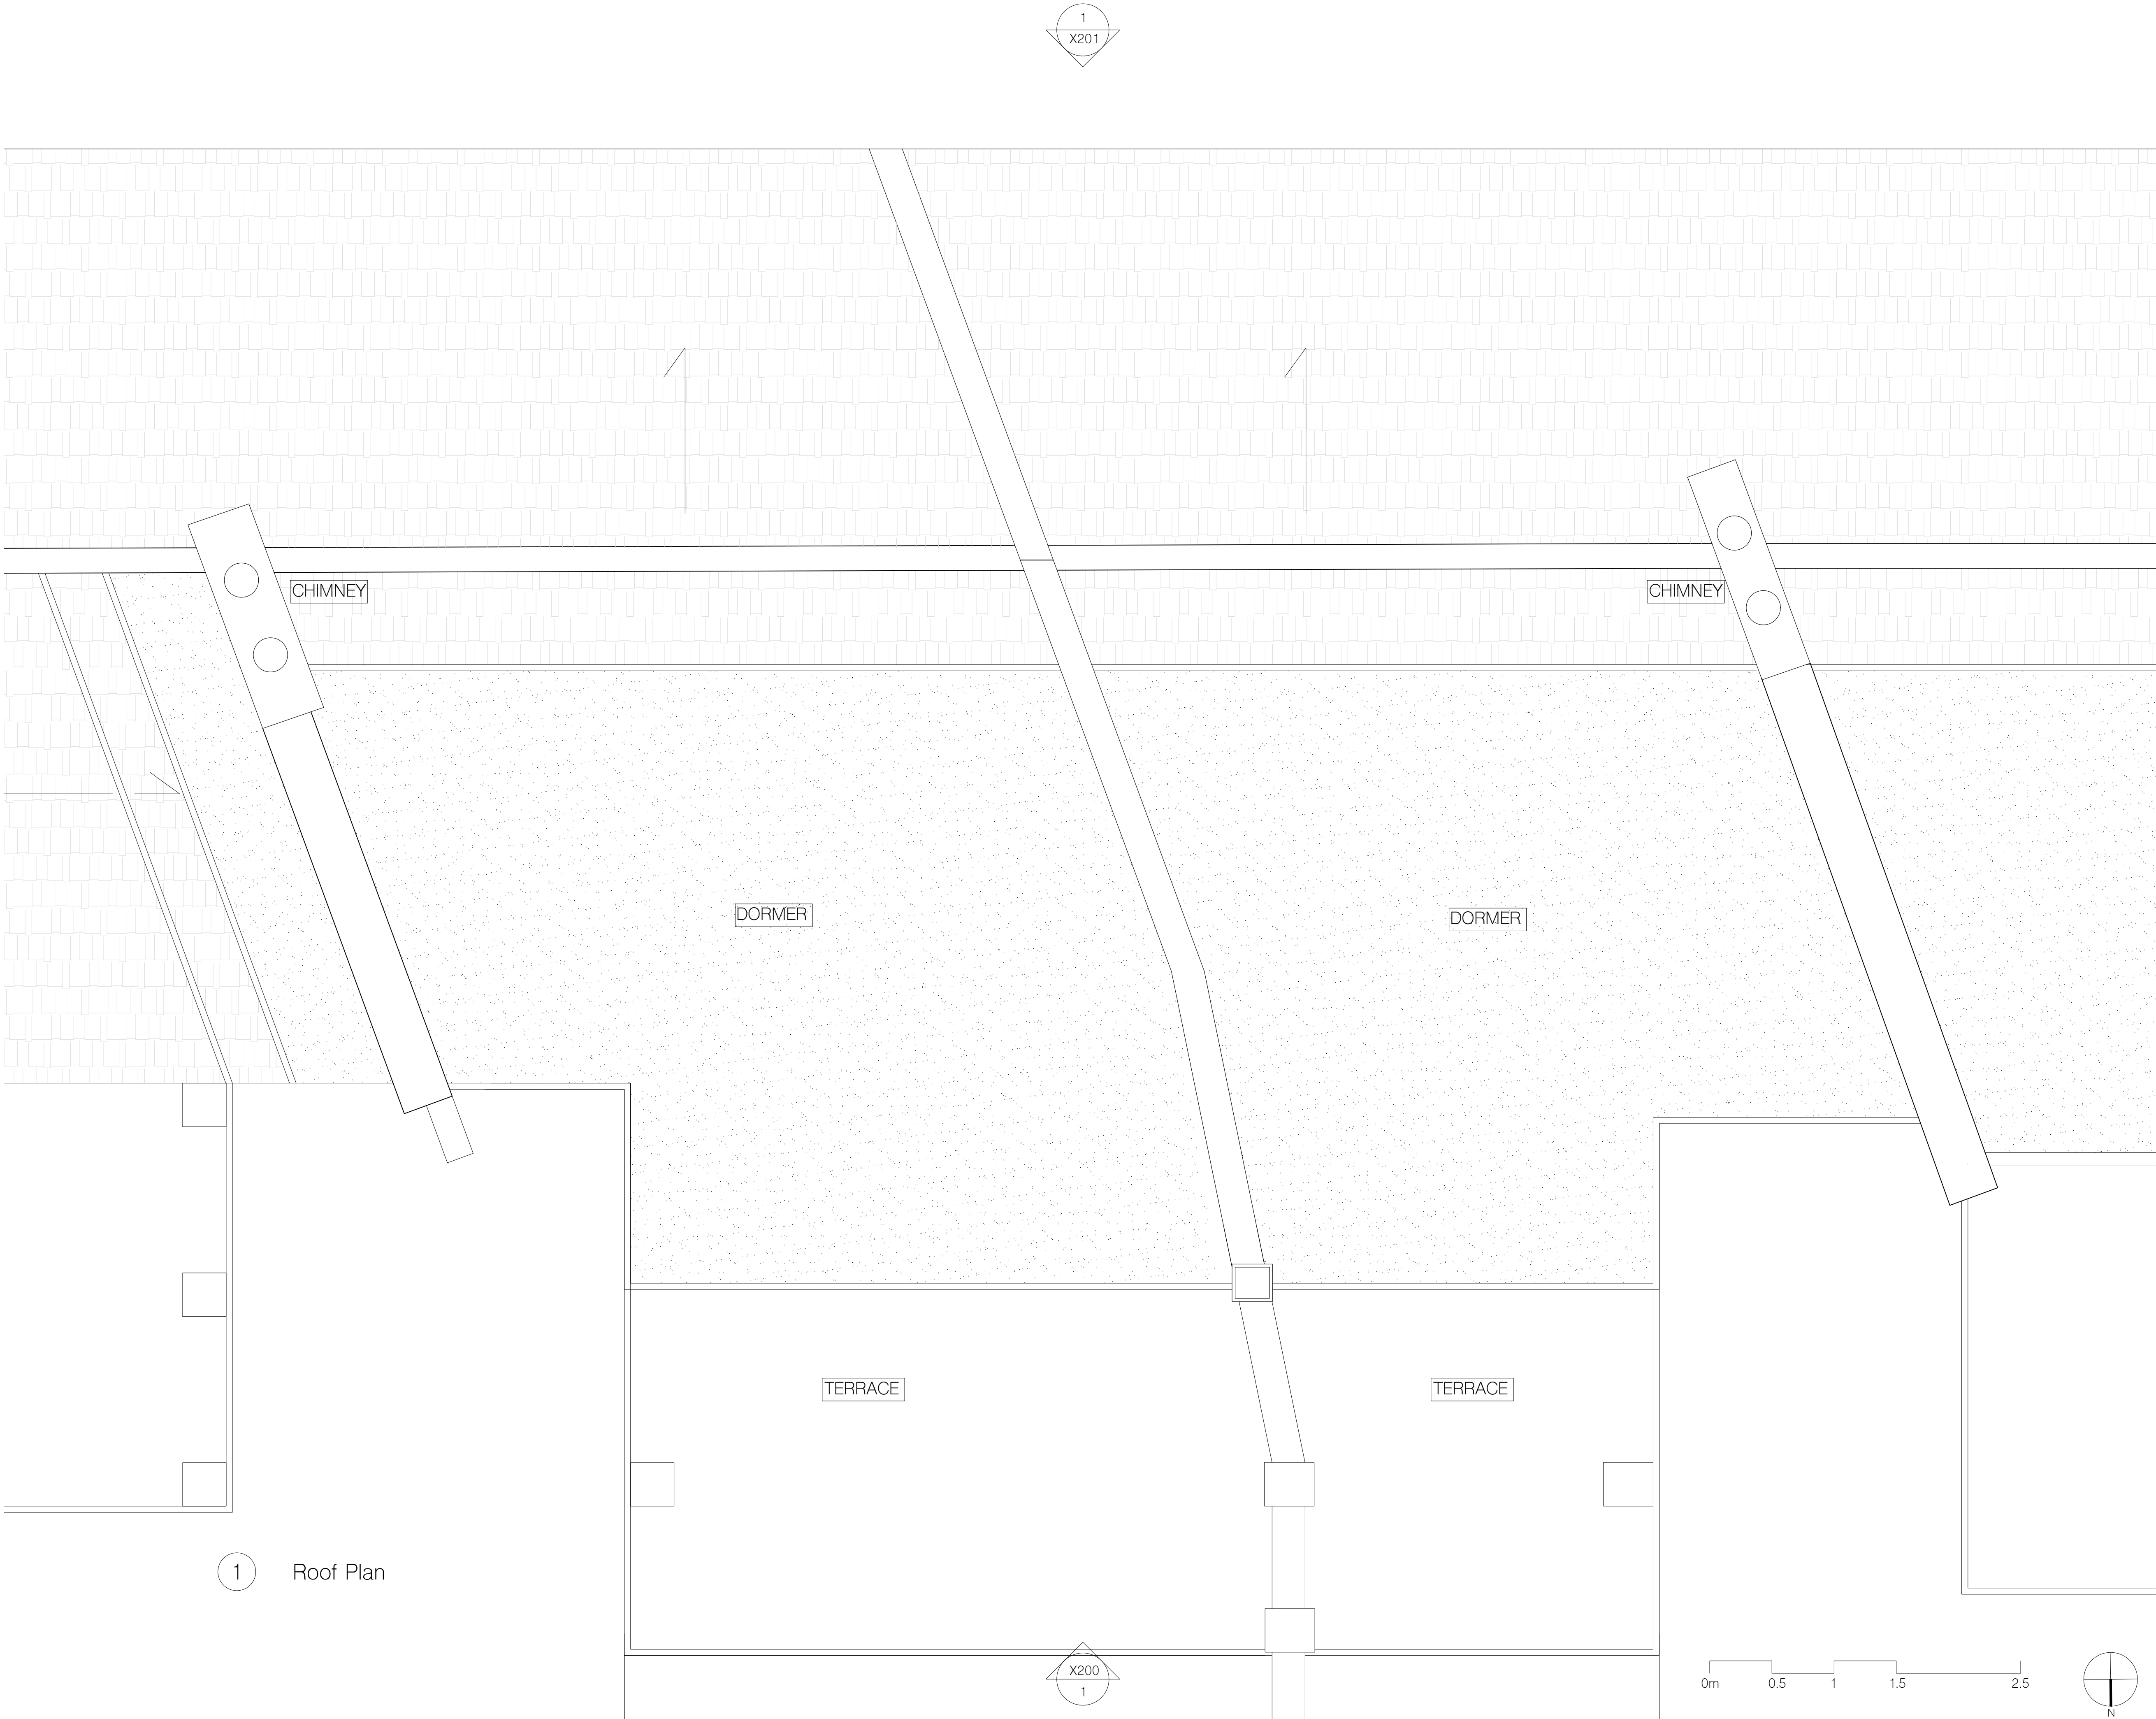 1
X201
CHIMNEY
CHIMNEY
DORMER
DORMER
TERRACE
TERRACE
1 Roof Plan
X200
1
0m 0.5 1 1.5 2.5
N